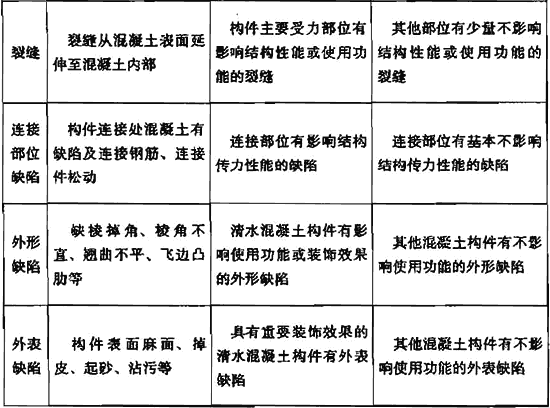 裂缝
裂缝从混凝土表面延
伸至混凝土内部
构件主要受力部位有
影响结构性能或使用功
能的裂缝
其他部位有少量不影响
结构性能或使用功能的
裂缝
连接
部位
缺陷
构件连接处混凝土有
缺陷及连接钢筋、连接
件松动
连接部位有影响结构
传力性能的缺陷
连接部位有基本不影响
结构传力性能的缺陷
外形
缺陷
缺棱掉角、棱角不
直、翘曲不平、飞边凸
肋等
清水混凝土构件有影
响使用功能或装饰效果
的外形缺陷
其他混凝土构件有不影
响使用功能的外形缺陷
外表
缺陷
构件表面麻面、掉
皮、起砂、沾污等
具有重要装饰效果的
清水混凝土构件有外表
缺陷
其他混凝土构件有不影
响使用功能的外表缺陷